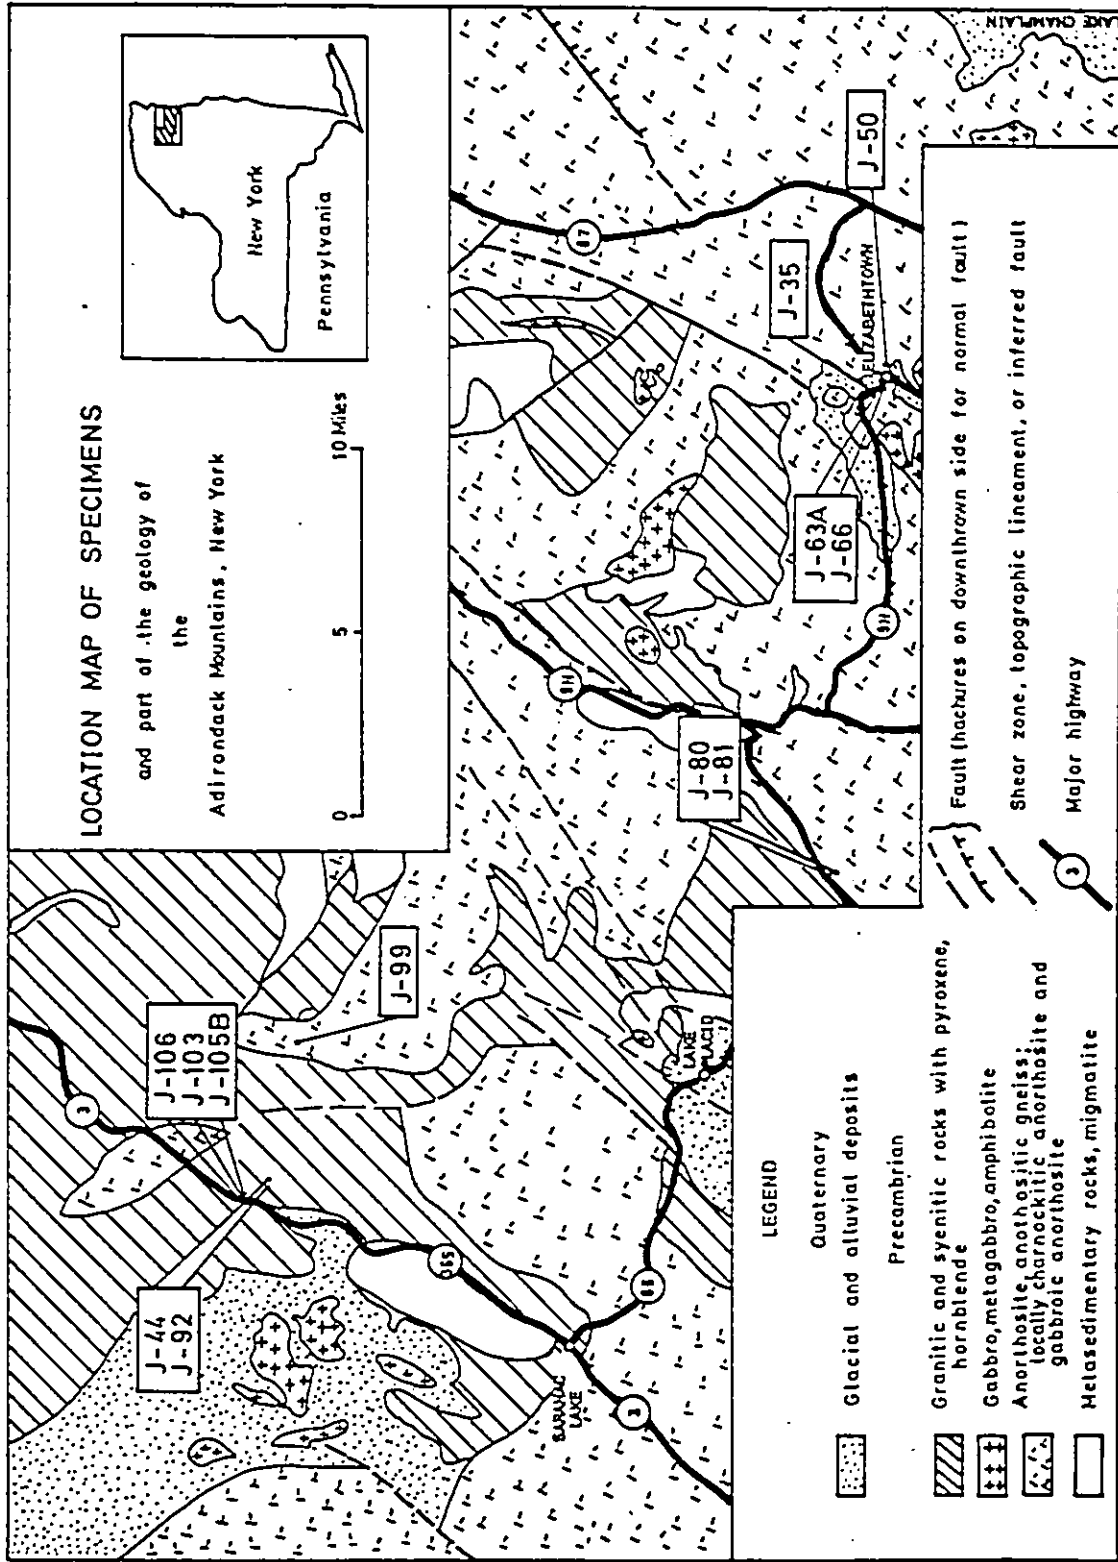 LOCATION MAP OF SPECIMENS
and part of the geology of
the
Adirondack Mountains, New York
0 5 10 Miles
New York
Pennsylvania
J-106
J-103
J-105B
J-99
J-44
J-92
J-80
J-81
J-63A
J-66
J-35
J-50
3
9N
87
86
3
9N
SARANAC
LAKE
LAKE
PLACID
ELIZABETHTOWN
LAKE CHAMPLAIN
LEGEND
Quaternary
Glacial and alluvial deposits
Precambrian
Granitic and syenitic rocks with pyroxene,
hornblende
Gabbro, metagabbro, amphibolite
Anorthosite, anothositic gneiss;
locally charnockitic anorthosite and
gabbroic anorthosite
Metasedimentary rocks, migmatite
Fault (hachures on downthrown side for normal fault)
Shear zone, topographic lineament, or inferred fault
3
Major highway